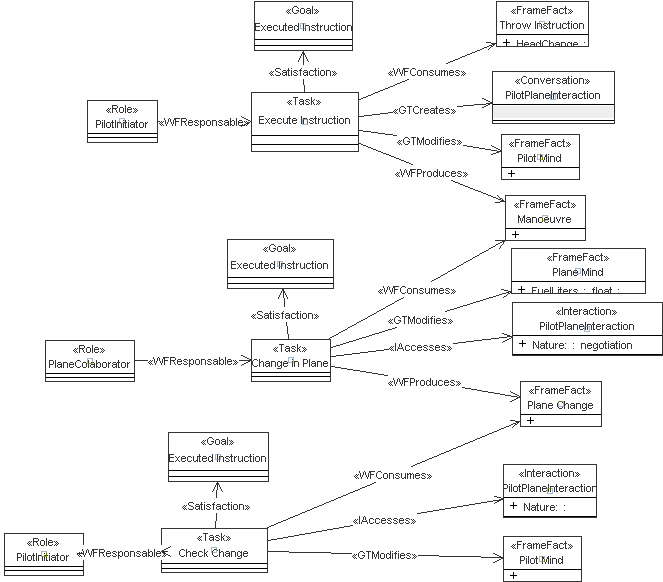 «Goal»
Executed Instruction
«FrameFact»
Throw Instruction
+ HeadChange :
«Satisfaction»
«WFConsumes»
«Conversation»
PilotPlaneInteraction
«Role»
PilotInitiator
«WFResponsable»
«Task»
Execute Instruction
«GTCreates»
«GTModifies»
«FrameFact»
Pilot Mind
+
«WFProduces»
«FrameFact»
Manoeuvre
+
«Goal»
Executed Instruction
«FrameFact»
Plane Mind
+ FuelLiters : float :
«WFConsumes»
«Satisfaction»
«GTModifies»
«Interaction»
PilotPlaneInteraction
+ Nature: : negotiation
«Role»
PlaneColaborator
«WFResponsable»
«Task»
Change in Plane
«IAccesses»
«WFProduces»
«FrameFact»
Plane Change
+
«Goal»
Executed Instruction
«WFConsumes»
«Satisfaction»
«Interaction»
PilotPlaneInteraction
+ Nature: :
«IAccesses»
«Role»
PilotInitiator
«WFResponsable»
«Task»
Check Change
«GTModifies»
«FrameFact»
Pilot Mind
+